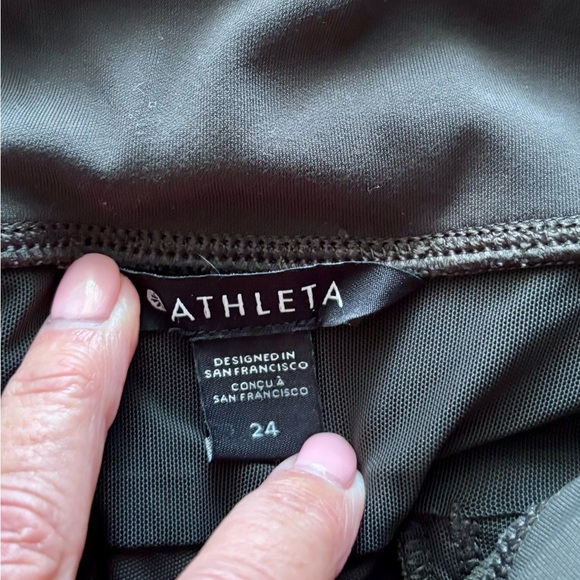 ATHLETA
DESIGNED IN
SAN FRANCISCO
CONÇU À
SAN FRANCISCO
24